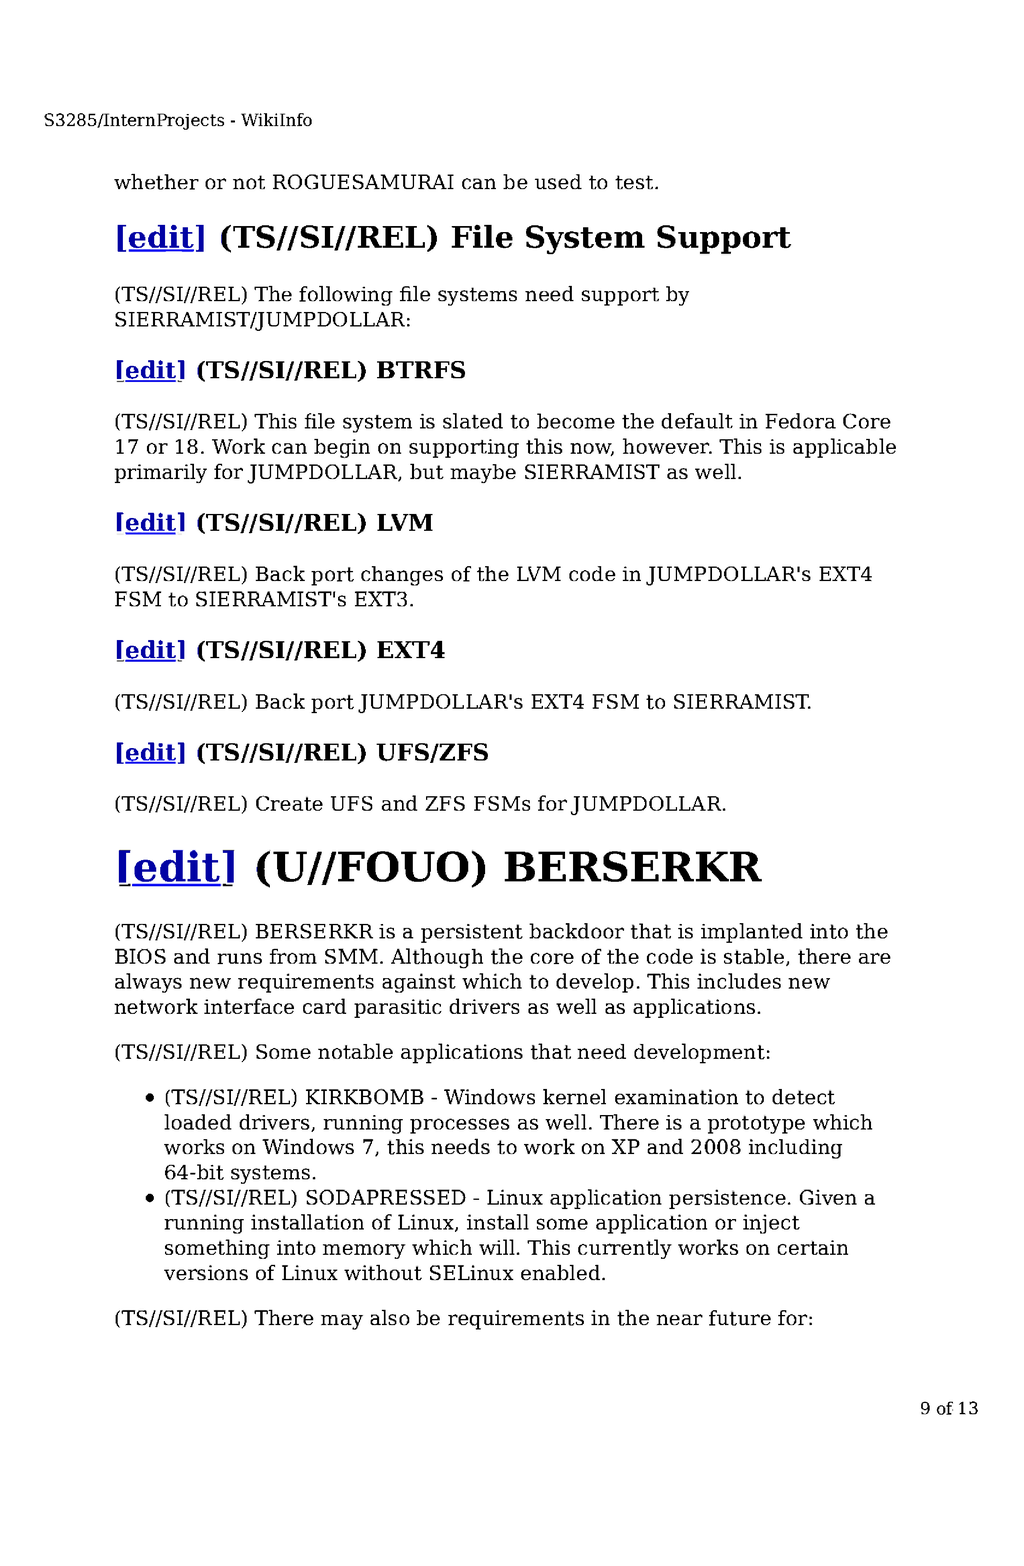 S3285/InternProjects - WikiInfo
whether or not ROGUESAMURAI can be used to test.
[edit] (TS//SI//REL) File System Support
(TS//SI//REL) The following file systems need support by
SIERRAMIST/JUMPDOLLAR:
[edit] (TS//SI//REL) BTRFS
(TS//SI//REL) This file system is slated to become the default in Fedora Core
17 or 18. Work can begin on supporting this now, however. This is applicable
primarily for JUMPDOLLAR, but maybe SIERRAMIST as well.
[edit] (TS//SI//REL) LVM
(TS//SI//REL) Back port changes of the LVM code in JUMPDOLLAR's EXT4
FSM to SIERRAMIST's EXT3.
[edit] (TS//SI//REL) EXT4
(TS//SI//REL) Back port JUMPDOLLAR's EXT4 FSM to SIERRAMIST.
[edit] (TS//SI//REL) UFS/ZFS
(TS//SI//REL) Create UFS and ZFS FSMs for JUMPDOLLAR.
[edit] (U//FOUO) BERSERKR
(TS//SI//REL) BERSERKR is a persistent backdoor that is implanted into the
BIOS and runs from SMM. Although the core of the code is stable, there are
always new requirements against which to develop. This includes new
network interface card parasitic drivers as well as applications.
(TS//SI//REL) Some notable applications that need development:
• (TS//SI//REL) KIRKBOMB - Windows kernel examination to detect
loaded drivers, running processes as well. There is a prototype which
works on Windows 7, this needs to work on XP and 2008 including
64-bit systems.
• (TS//SI//REL) SODAPRESSED - Linux application persistence. Given a
running installation of Linux, install some application or inject
something into memory which will. This currently works on certain
versions of Linux without SELinux enabled.
(TS//SI//REL) There may also be requirements in the near future for:
9 of 13